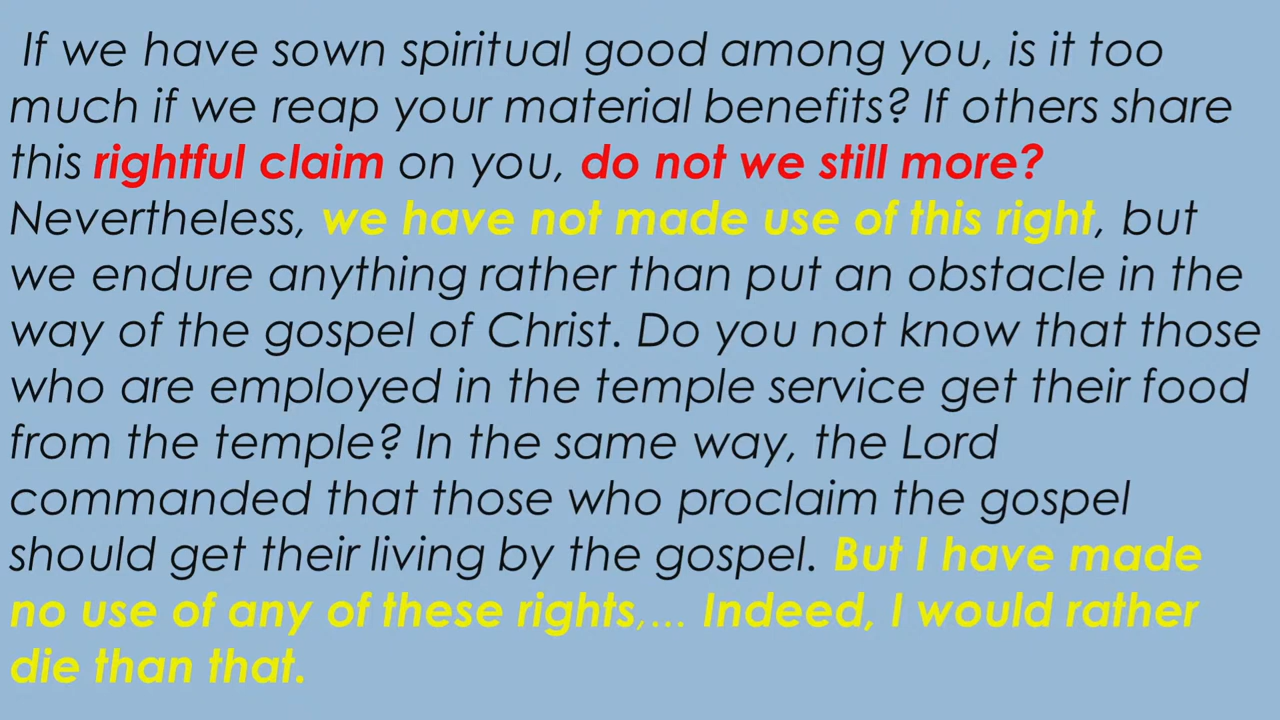 If we have sown spiritual good among you, is it too
much if we reap your material benefits? If others share
this rightful claim on you, do not we still more?
Nevertheless, we have not made use of this right, but
we endure anything rather than put an obstacle in the
way of the gospel of Christ. Do you not know that those
who are employed in the temple service get their food
from the temple? In the same way, the Lord
commanded that those who proclaim the gospel
should get their living by the gospel. But I have made
no use of any of these rights,... Indeed, I would rather
die than that.